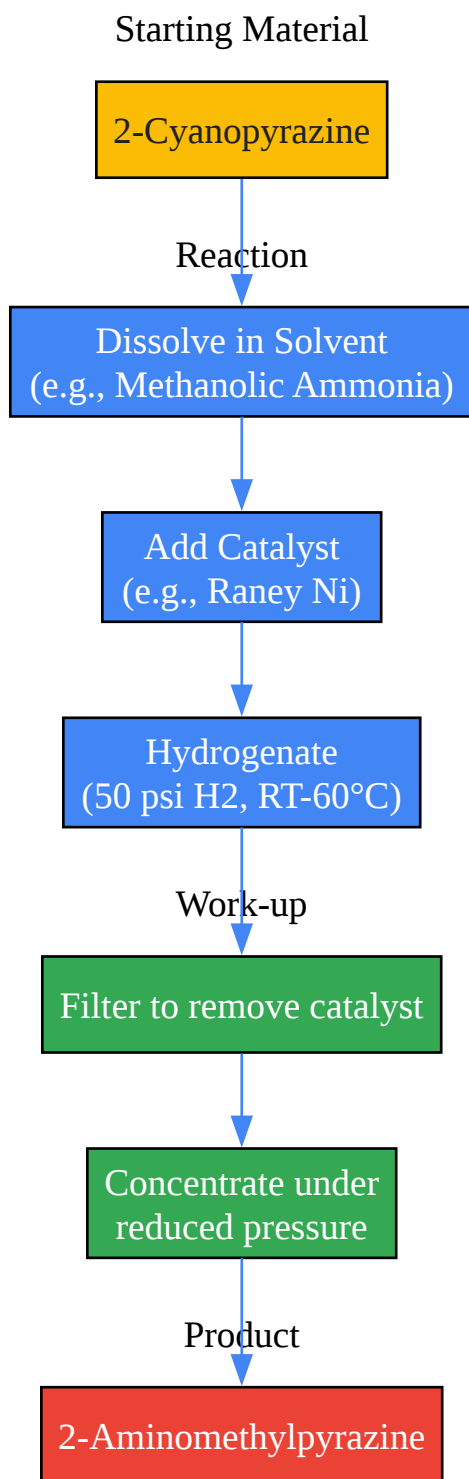 Starting Material
2-Cyanopyrazine
Reaction
Dissolve in Solvent
(e.g., Methanolic Ammonia)
Add Catalyst
(e.g., Raney Ni)
Hydrogenate
(50 psi H2, RT-60°C)
Work-up
Filter to remove catalyst
Concentrate under
reduced pressure
Product
2-Aminomethylpyrazine